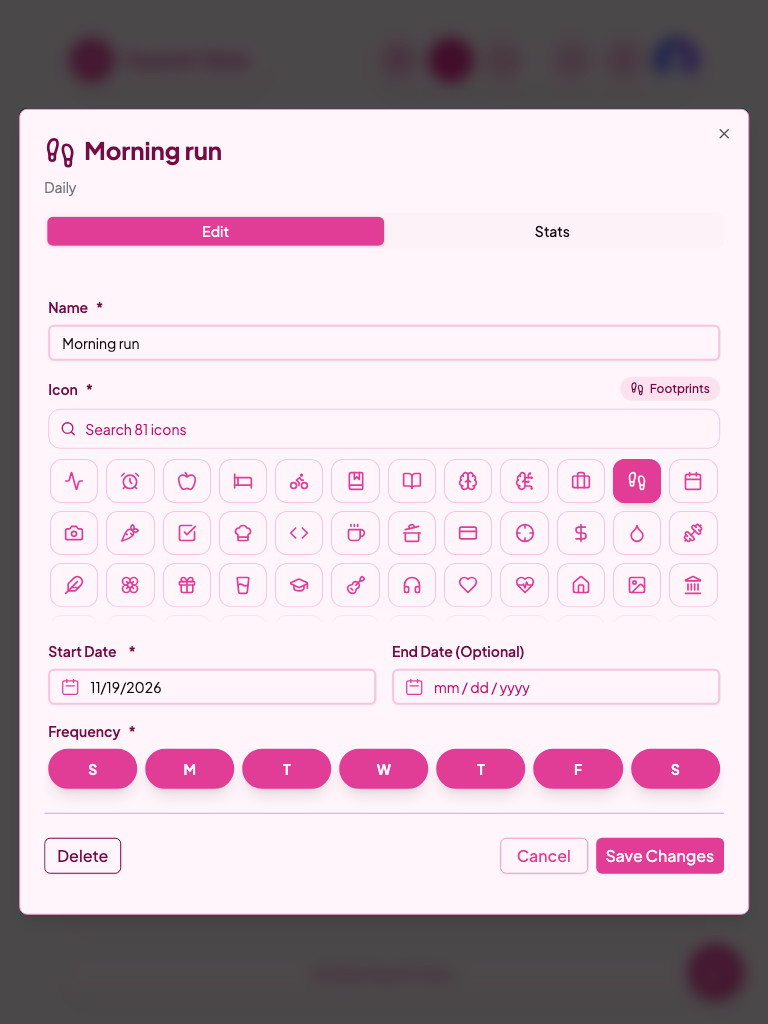 Morning run
Daily
Edit Stats
Name *
Morning run
Icon * Footprints
Search 81 icons
Start Date * End Date (Optional)
11/19/2026 mm / dd / yyyy
Frequency *
S M T W T F S
Delete Cancel Save Changes